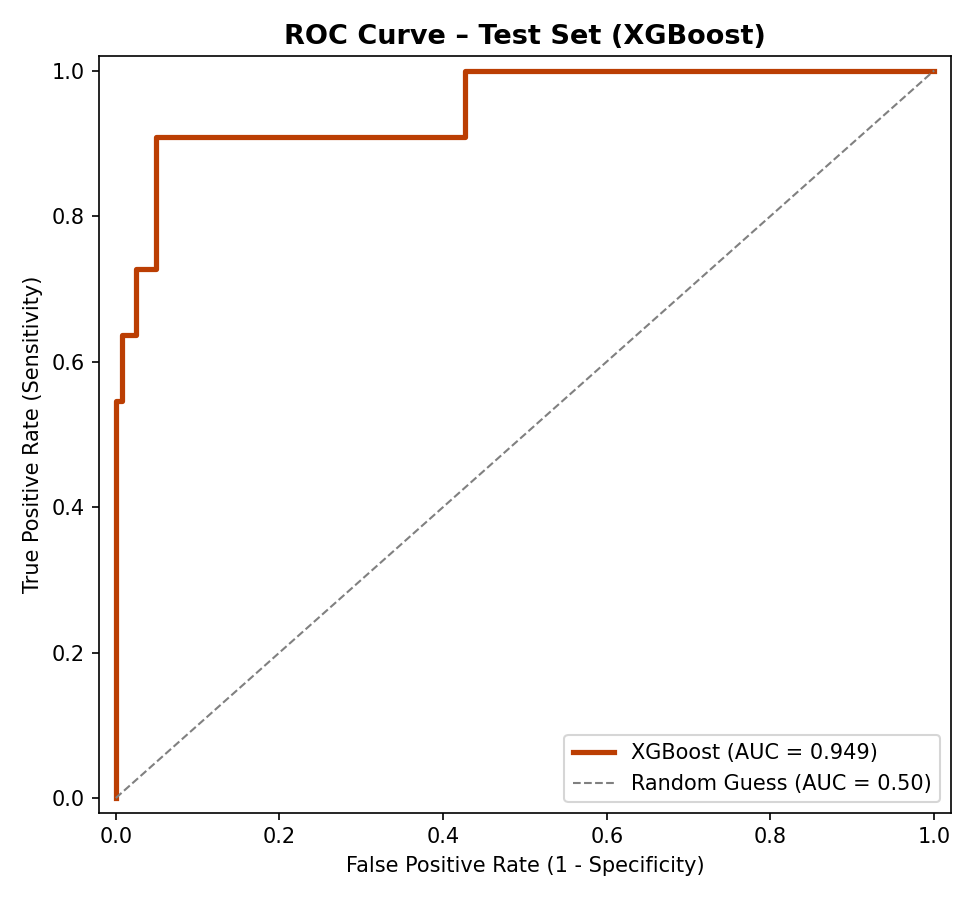 ROC Curve – Test Set (XGBoost)
1.0
0.8
0.6
0.4
0.2
0.0
True Positive Rate (Sensitivity)
XGBoost (AUC = 0.949)
Random Guess (AUC = 0.50)
0.0 0.2 0.4 0.6 0.8 1.0
False Positive Rate (1 - Specificity)